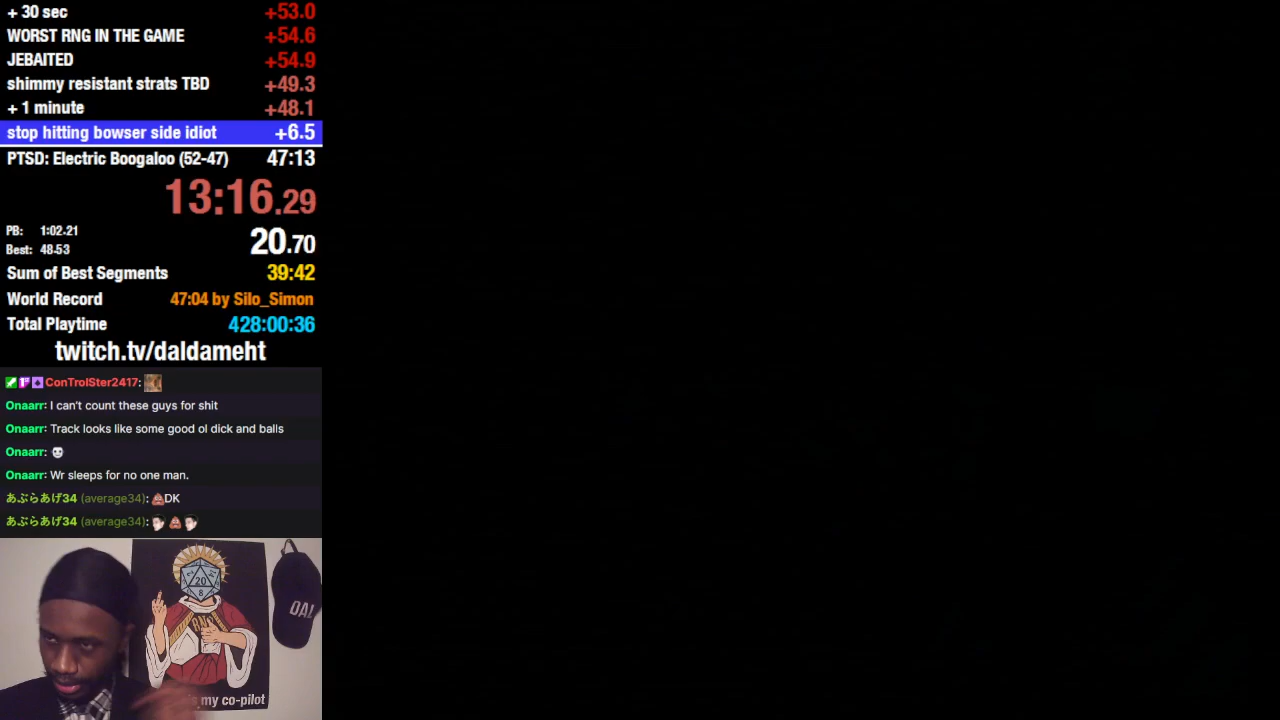 + 30 sec +53.0
WORST RNG IN THE GAME +54.6
JEBAITED +54.9
shimmy resistant strats TBD +49.3
+ 1 minute +48.1
stop hitting bowser side idiot +6.5
PTSD: Electric Boogaloo (52-47) 47:13
13:16.29
PB: 1:02.21
Best: 48.53
20.70
Sum of Best Segments 39:42
World Record 47:04 by Silo_Simon
Total Playtime 428:00:36
twitch.tv/daldameht
ConTrolSter2417:
Onaarr: I can't count these guys for shit
Onaarr: Track looks like some good ol dick and balls
Onaarr:
Onaarr: Wr sleeps for no one man.
あぶらあげ34 (average34): DK
あぶらあげ34 (average34):
20
8
DAL
my co-pilot